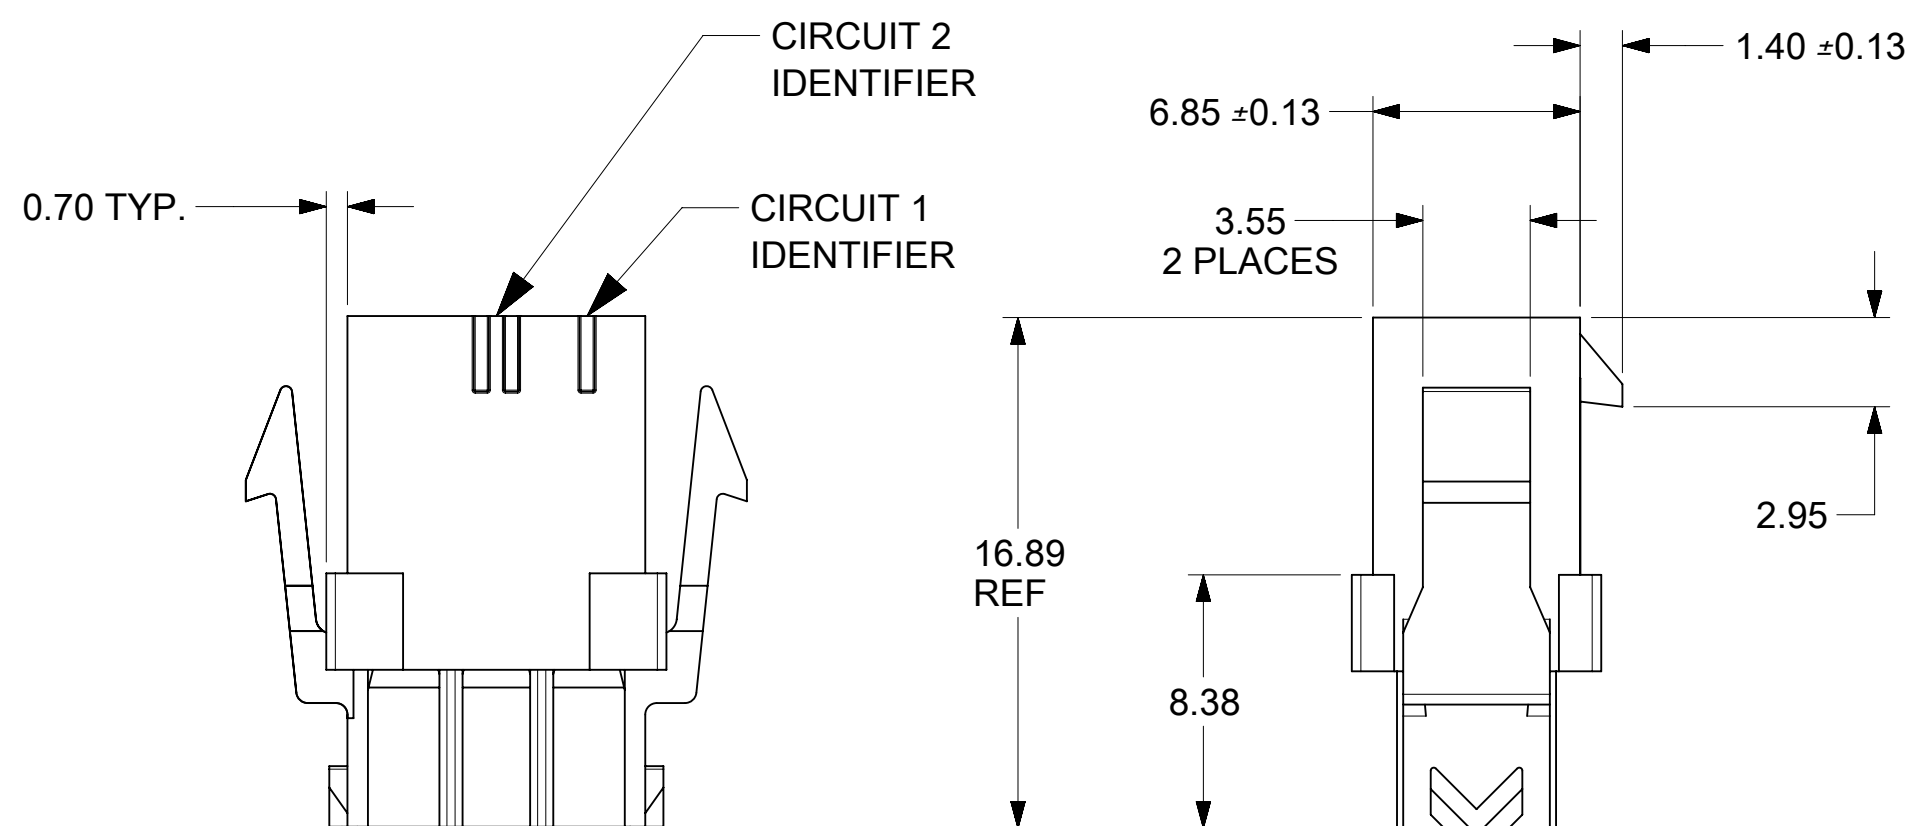 CIRCUIT 2
IDENTIFIER
1.40 ±0.13
6.85 ±0.13
0.70 TYP.
CIRCUIT 1
IDENTIFIER
3.55
2 PLACES
2.95
16.89
REF
8.38